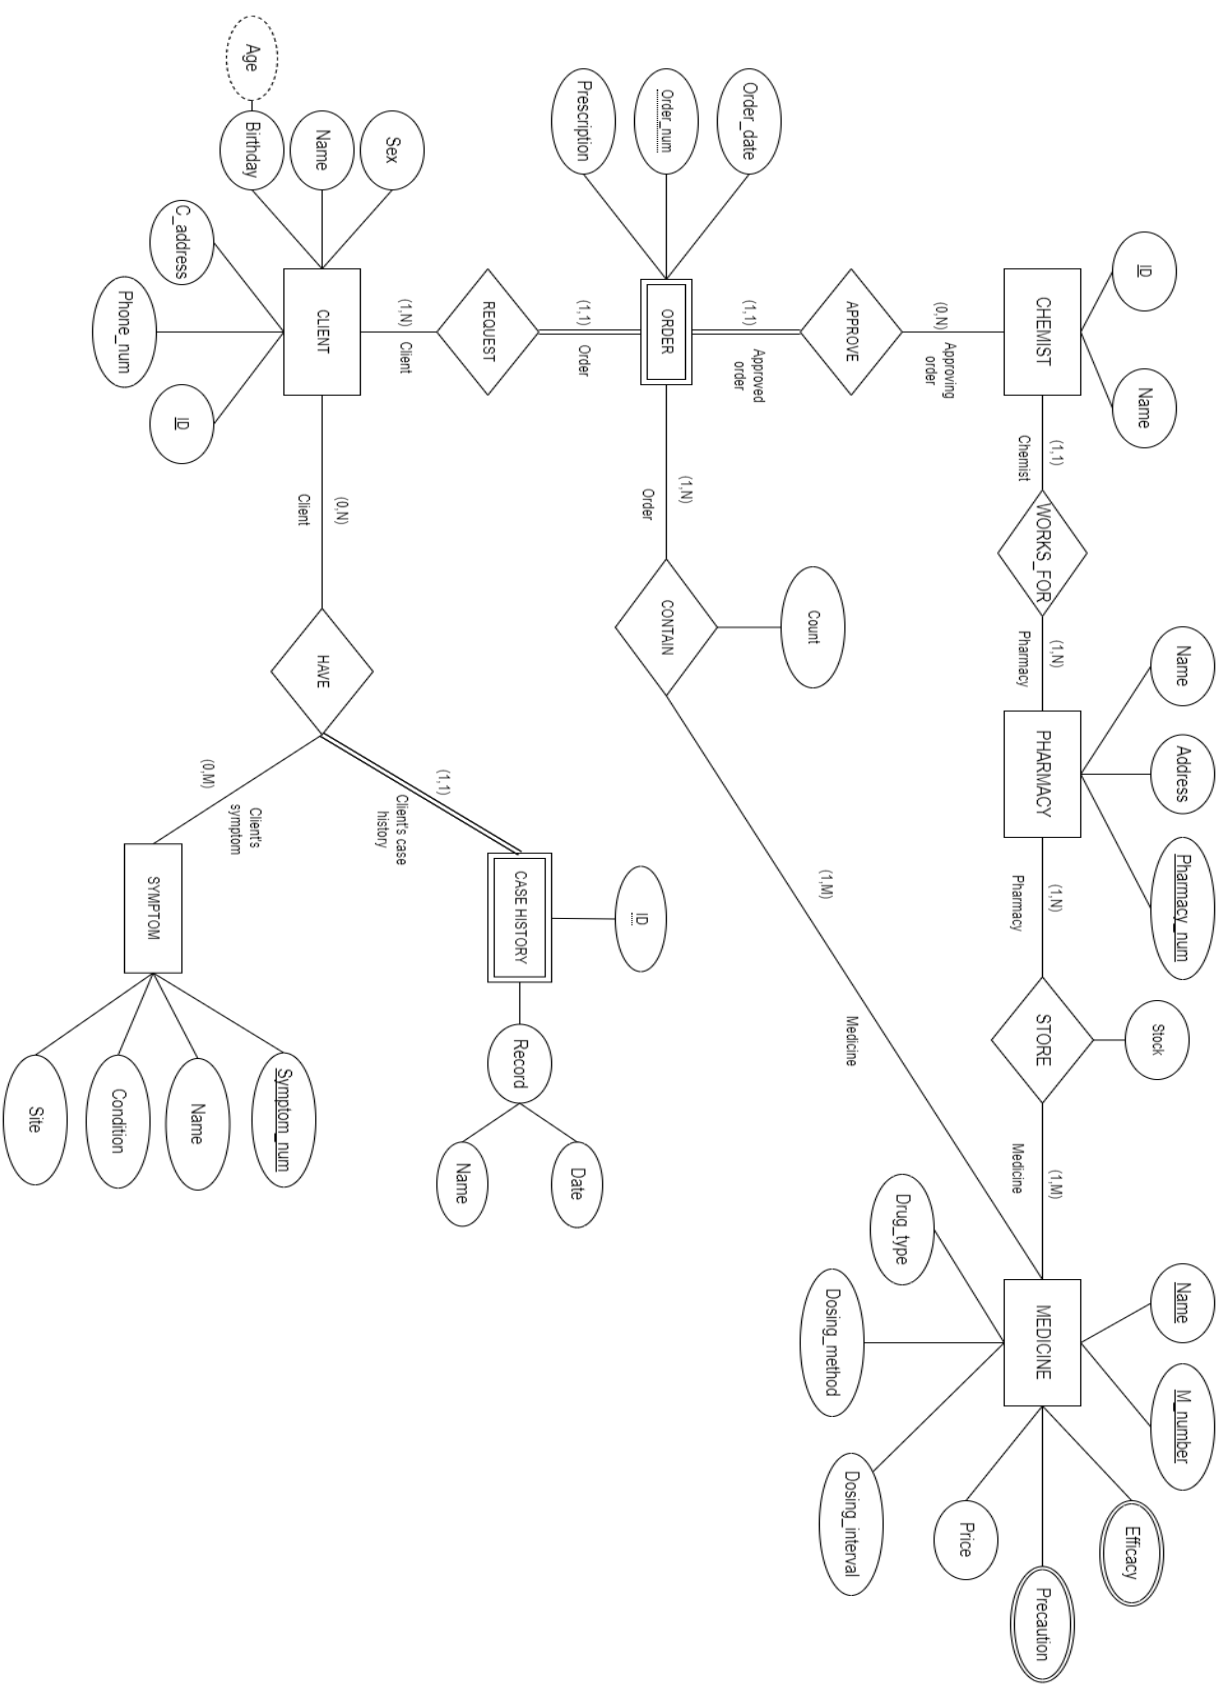 ID
Name
CHEMIST
(1,1)
Chemist
WORKS_FOR
(1,N)
Pharmacy
Name
Address
Pharmacy_num
PHARMACY
(1,N)
Pharmacy
Stock
STORE
(1,M)
Medicine
Name
M_number
MEDICINE
Efficacy
Precaution
Price
Dosing_interval
Dosing_method
Drug_type
(0,N)
Approving
order
APPROVE
(1,1)
Approved
order
Order_date
Order_num
Prescription
ORDER
(1,N)
Order
Count
CONTAIN
(1,M)
Medicine
(1,1)
Order
REQUEST
(1,N)
Client
Sex
Name
Birthday
Age
CLIENT
C_address
Phone_num
ID
(0,N)
Client
HAVE
(1,1)
Client's case
history
ID
CASE HISTORY
Record
Date
Name
(0,M)
Client's
symptom
SYMPTOM
Symptom_num
Name
Condition
Site